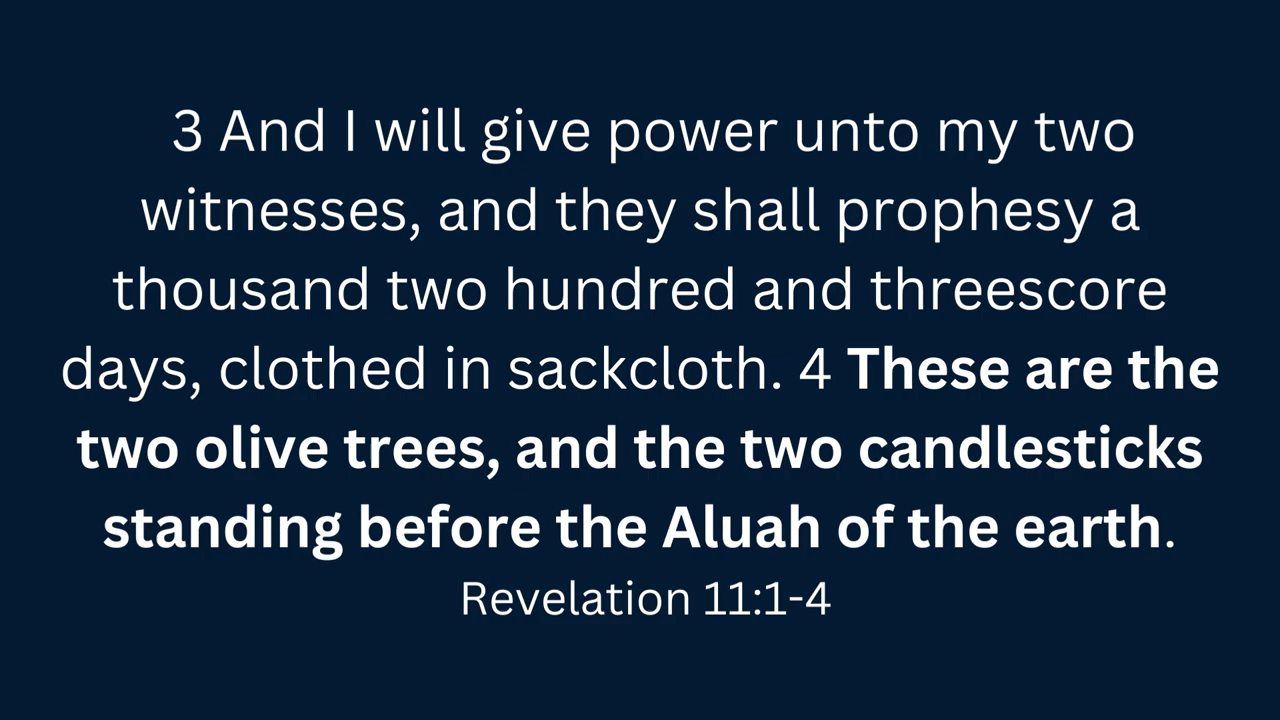 3 And I will give power unto my two
witnesses, and they shall prophesy a
thousand two hundred and threescore
days, clothed in sackcloth. 4 These are the
two olive trees, and the two candlesticks
standing before the Aluah of the earth.
Revelation 11:1-4